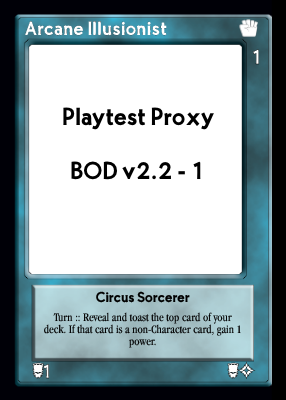 Arcane Illusionist
1
Playtest Proxy
BOD v2.2 - 1
Circus Sorcerer
Turn :: Reveal and toast the top card of your
deck. If that card is a non-Character card, gain 1
power.
1